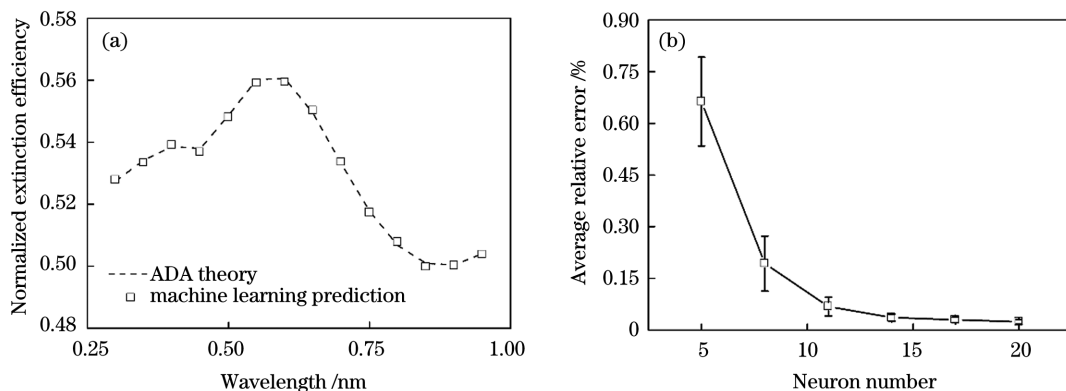 (a)
Normalized extinction efficiency
0.58
0.56
0.54
0.52
0.50
0.48
ADA theory
machine learning prediction
0.25
0.50
0.75
1.00
Wavelength /nm
(b)
Average relative error /%
0.90
0.75
0.60
0.45
0.30
0.15
0
5
10
15
20
Neuron number